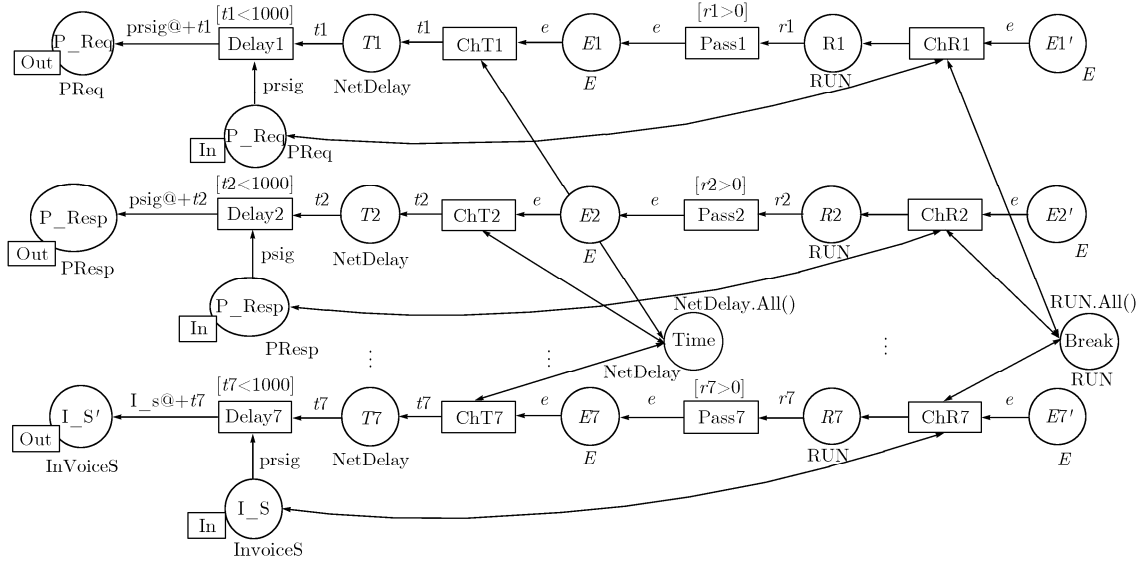 [t1<1000]
[r1>0]
prsig@+t1
t1
t1
e
e
r1
e
P_Req
Delay1
T1
ChT1
E1
Pass1
R1
ChR1
E1′
Out
PReq
NetDelay
E
RUN
E
prsig
P_Req
In
PReq
[t2<1000]
[r2>0]
psig@+t2
t2
t2
e
e
r2
e
P_Resp
Delay2
T2
ChT2
E2
Pass2
R2
ChR2
E2′
Out
PResp
NetDelay
E
RUN
E
psig
P_Resp
In
PResp
NetDelay.All()
RUN.All()
Time
Break
NetDelay
RUN
[t7<1000]
[r7>0]
I_s@+t7
t7
t7
e
e
r7
e
I_S′
Delay7
T7
ChT7
E7
Pass7
R7
ChR7
E7′
Out
InVoiceS
NetDelay
E
RUN
E
prsig
I_S
In
InvoiceS